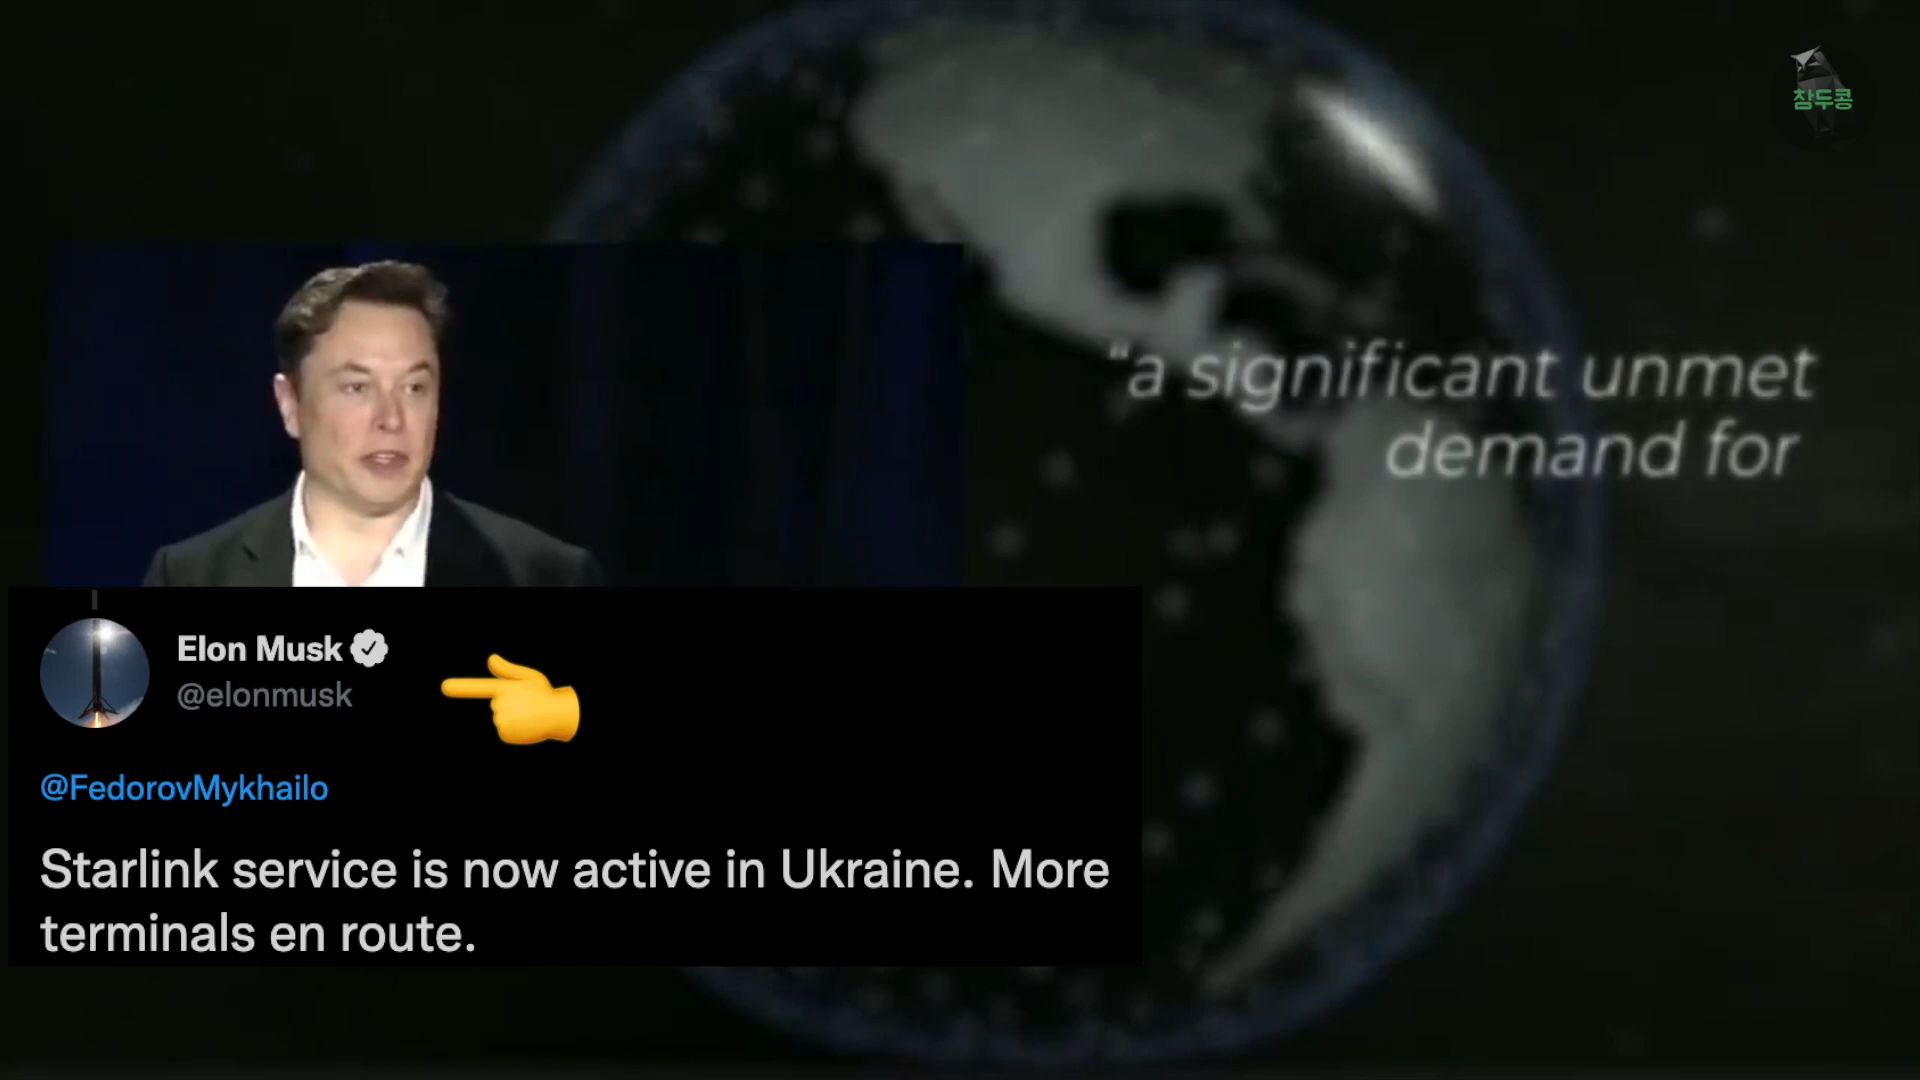 참두콩
"a significant unmet
demand for
Elon Musk
@elonmusk
@FedorovMykhailo
Starlink service is now active in Ukraine. More
terminals en route.